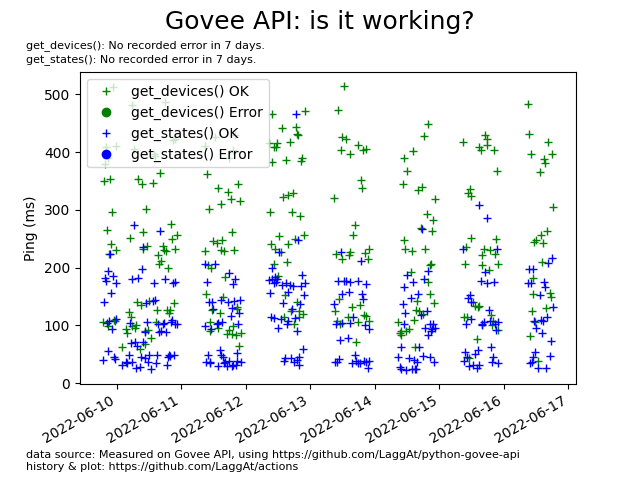 Govee API: is it working?
get_devices(): No recorded error in 7 days.
get_states(): No recorded error in 7 days.
get_devices() OK
get_devices() Error
get_states() OK
get_states() Error
500
400
300
200
100
0
Ping (ms)
2022-06-10
2022-06-11
2022-06-12
2022-06-13
2022-06-14
2022-06-15
2022-06-16
2022-06-17
data source: Measured on Govee API, using https://github.com/LaggAt/python-govee-api
history & plot: https://github.com/LaggAt/actions